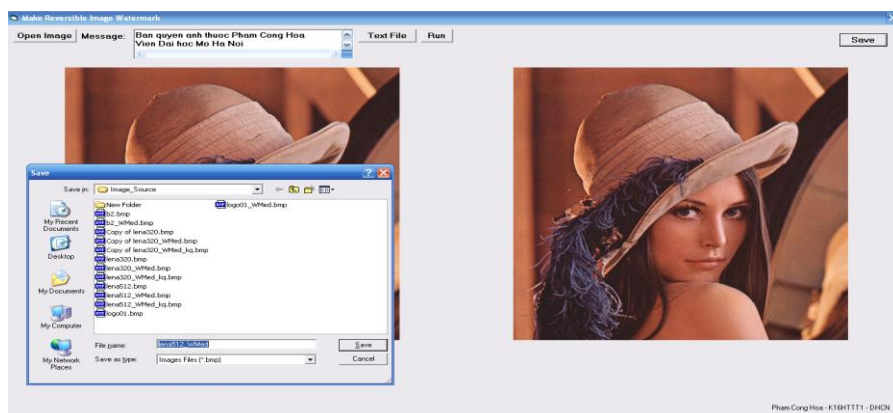 Make Reversible Image Watermark
Open Image Message: Ban quyen anh thuoc Pham Cong Hoa Text File Run Save
Vien Dai hoc Mo Ha Noi
Save
Save in: Image_Source
New Folder logo01_WMed.bmp
b2.bmp
b2_WMed.bmp
Copy of lena320.bmp
Copy of lena320_WMed.bmp
Copy of lena320_WMed_kq.bmp
lena320.bmp
lena320_WMed.bmp
lena320_WMed_kq.bmp
lena512.bmp
lena512_WMed.bmp
lena512_WMed_kq.bmp
logo01.bmp
My Recent
Documents
Desktop
My Documents
My Computer
My Network
Places
File name: lena512_WMed Save
Save as type: Images Files (*.bmp) Cancel
Pham Cong Hoa - K16HTTT1 - DHCN